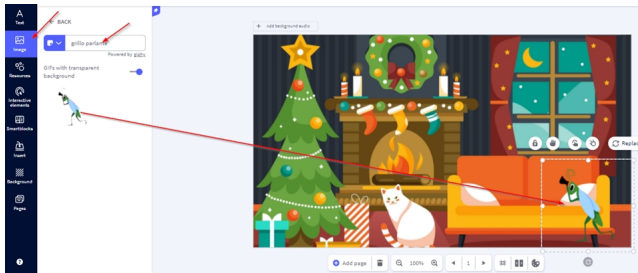 Text
Image
Resources
Interactive
elements
Smartblocks
Insert
Background
Pages
?
← BACK
grillo parlante
Powered by giphy
Gifs with transparent
background
+ Add background audio
Replac
Add page
100%
1